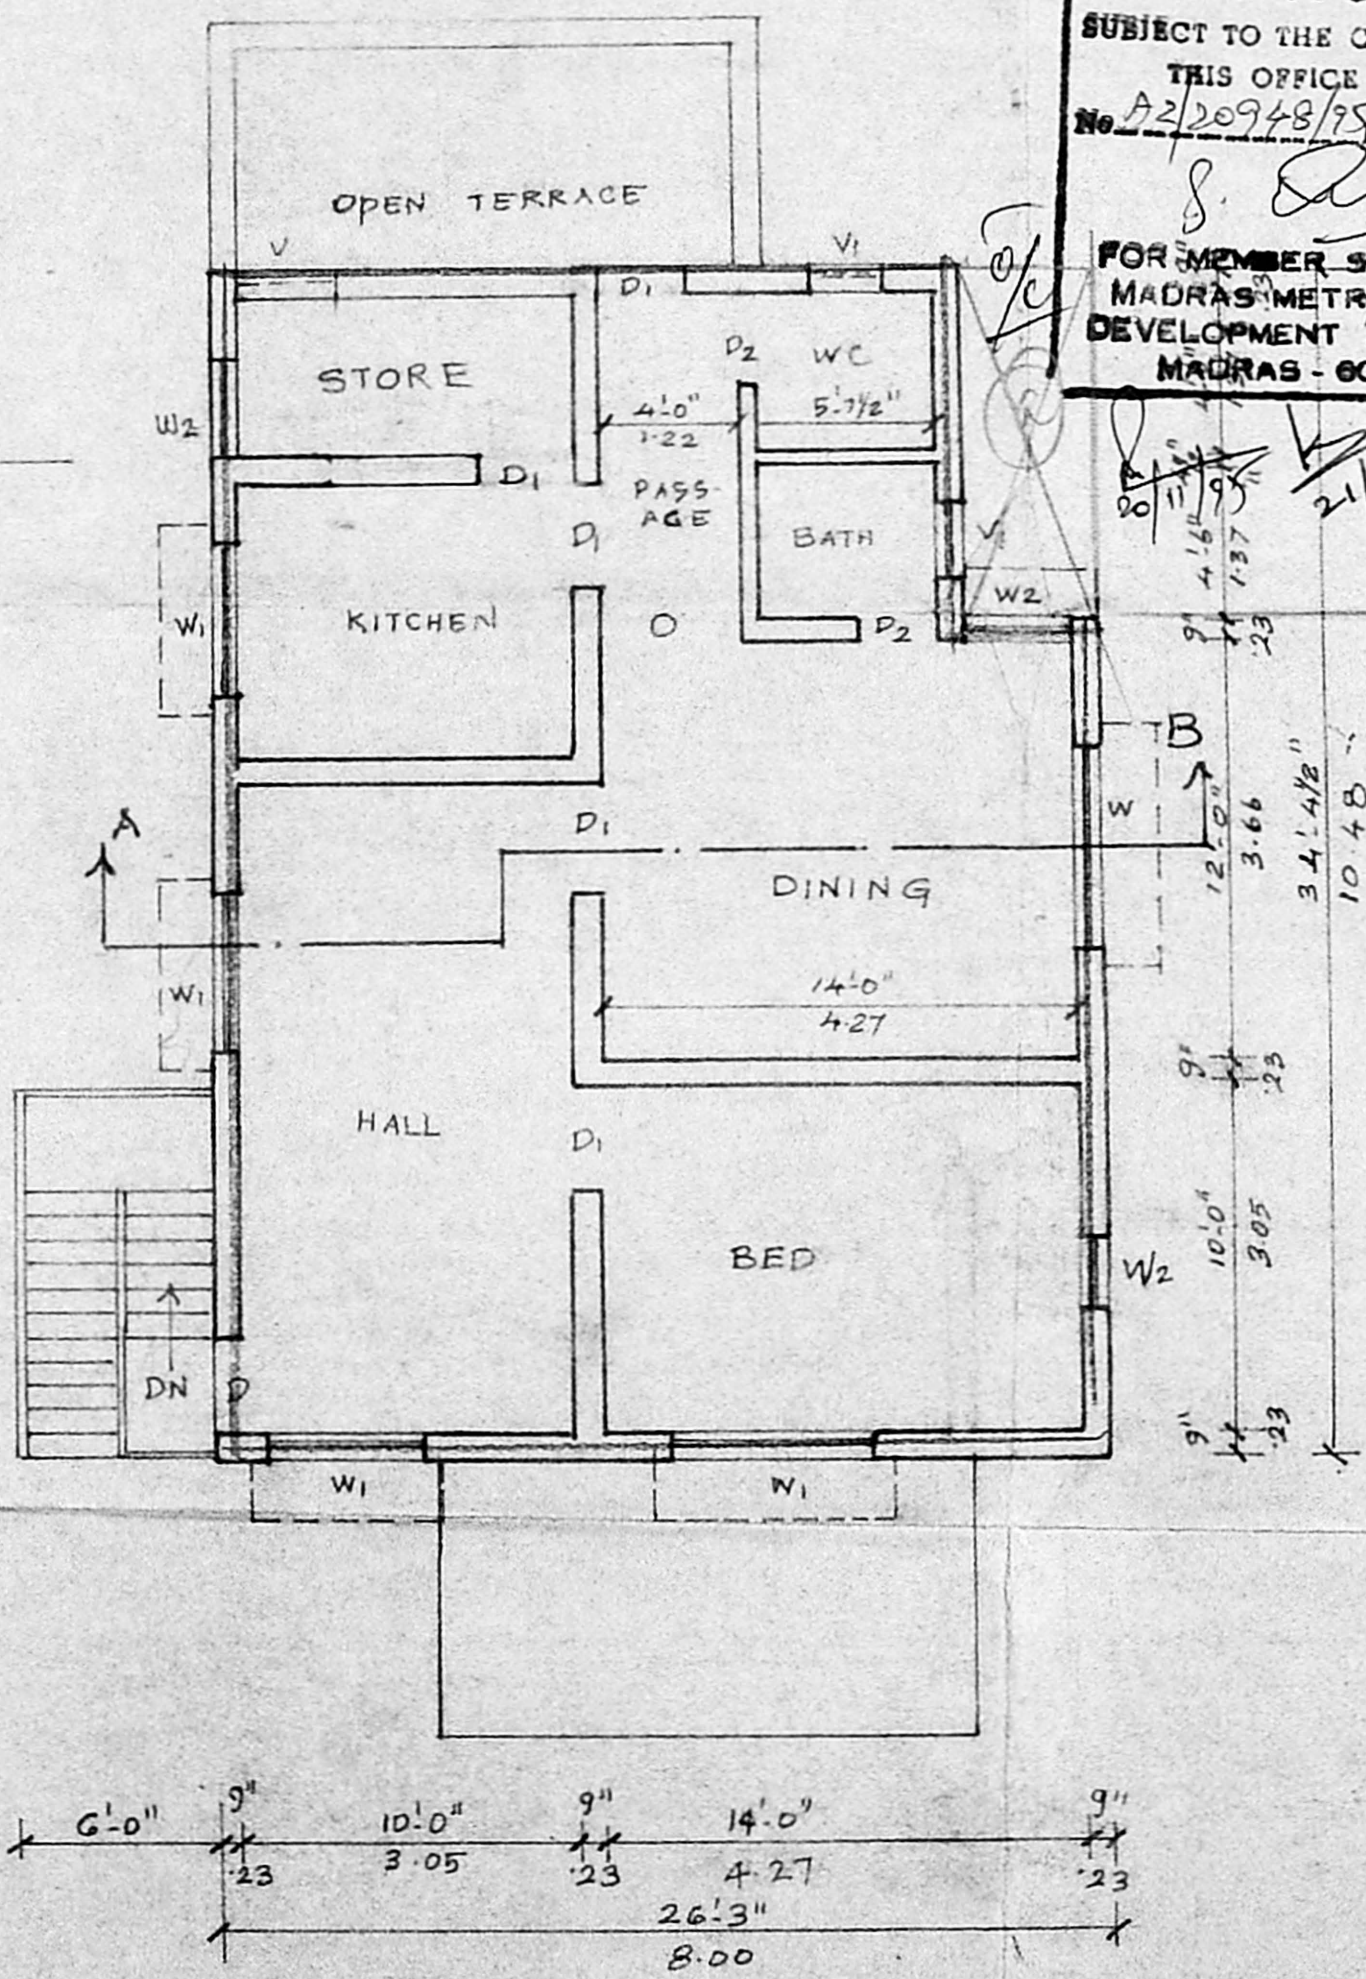 SUBJECT TO THE C
THIS OFFICE
No. A2/20948/95
FOR MEMBER S
MADRAS METR
DEVELOPMENT
MADRAS - 60
20/11/95
21/
OPEN TERRACE
V
V1
D1
D2
WC
STORE
W2
4'-0"
1.22
5'-7½"
D1
PASS-
AGE
D1
BATH
V1
W2
4'-6"
1.37
W1
KITCHEN
O
D2
9"
.23
B
A
D1
W
12'-0"
3.66
34'-4½"
10.48
DINING
W1
14'-0"
4.27
9"
.23
HALL
D1
BED
W2
10'-0"
3.05
DN
D
9"
.23
W1
W1
6'-0"
9"
10'-0"
9"
14'-0"
9"
.23
3.05
.23
4.27
.23
26'-3"
8.00